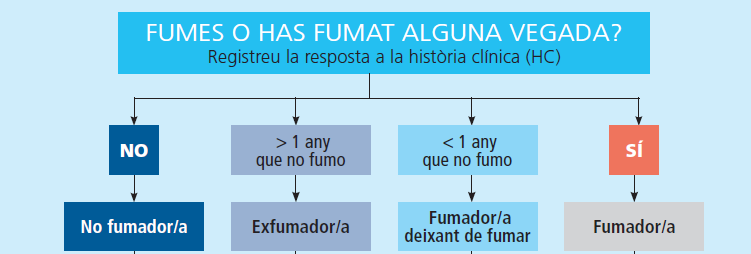 FUMES O HAS FUMAT ALGUNA VEGADA?
Registreu la resposta a la història clínica (HC)
NO
> 1 any
que no fumo
< 1 any
que no fumo
SÍ
No fumador/a
Exfumador/a
Fumador/a
deixant de fumar
Fumador/a